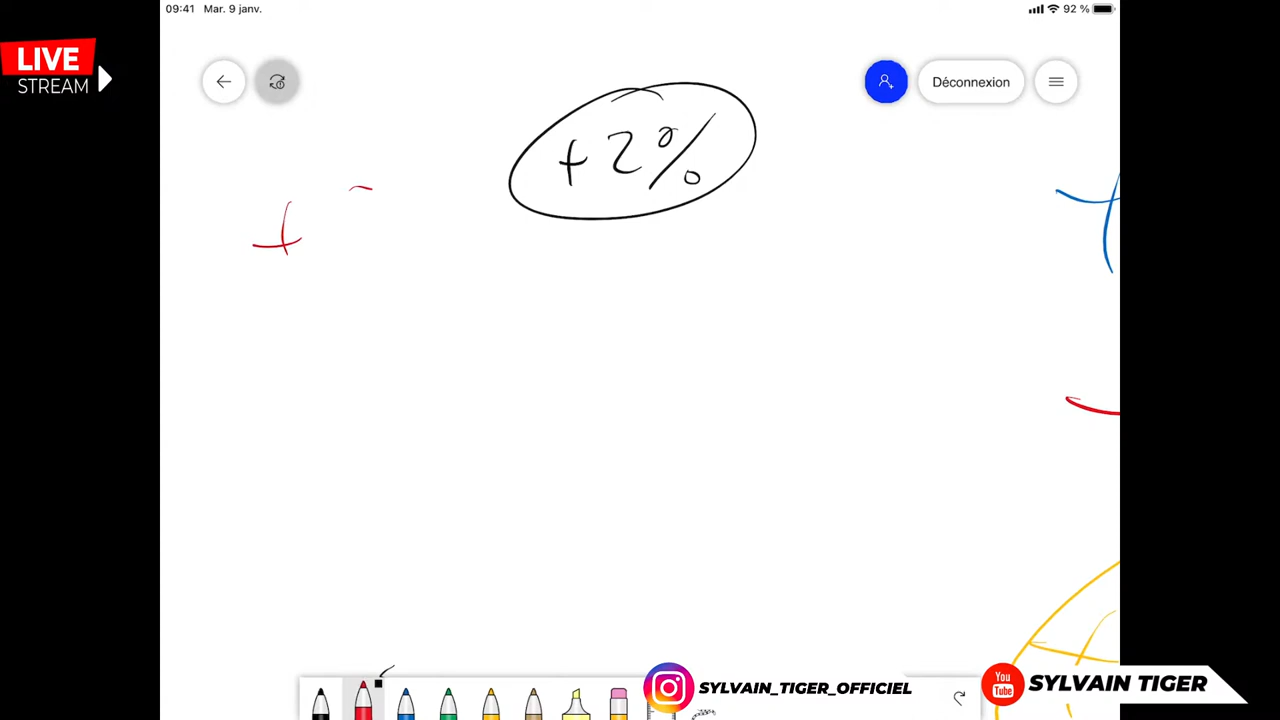 09:41 Mar. 9 janv.
92 %
LIVE
STREAM
Déconnexion
+2%
+
SYLVAIN_TIGER_OFFICIEL
You
Tube
SYLVAIN TIGER